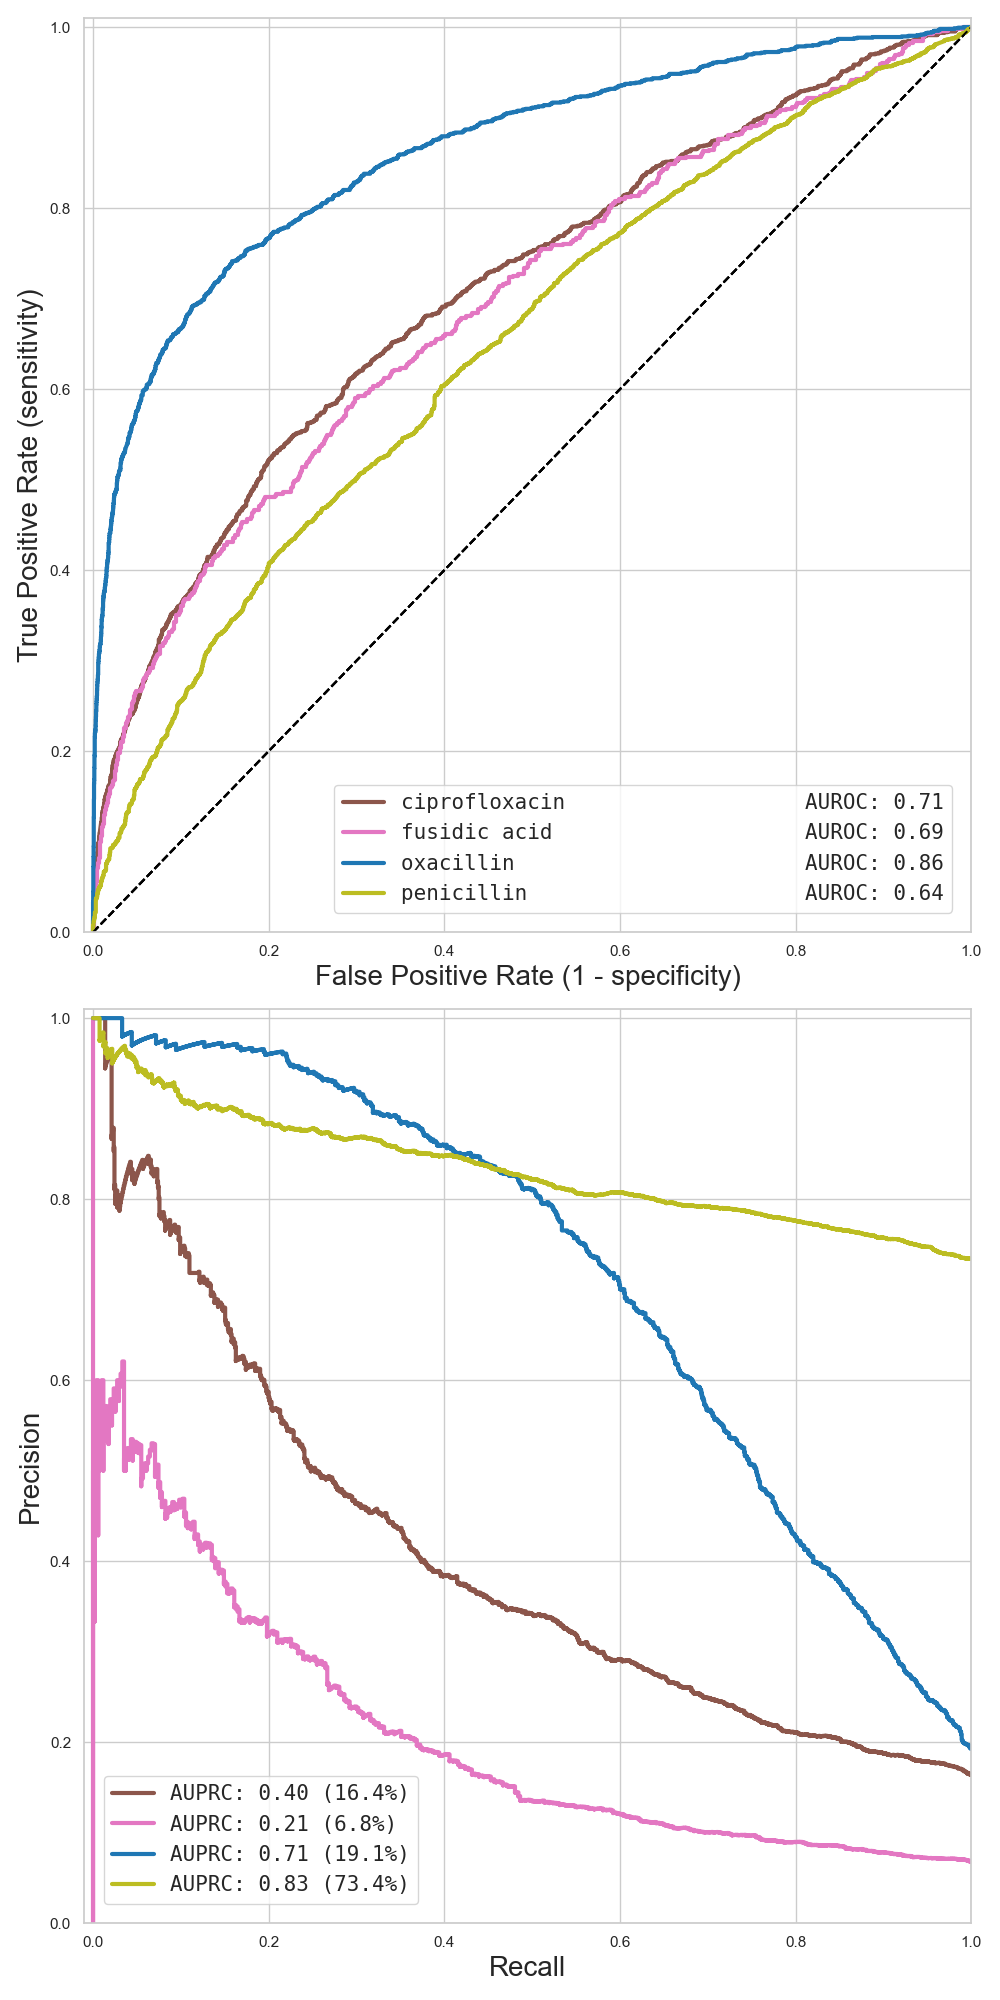 1.0
0.8
0.6
0.4
0.2
0.0
True Positive Rate (sensitivity)
ciprofloxacin AUROC: 0.71
fusidic acid AUROC: 0.69
oxacillin AUROC: 0.86
penicillin AUROC: 0.64
0.0 0.2 0.4 0.6 0.8 1.0
False Positive Rate (1 - specificity)
1.0
0.8
0.6
0.4
0.2
0.0
Precision
AUPRC: 0.40 (16.4%)
AUPRC: 0.21 (6.8%)
AUPRC: 0.71 (19.1%)
AUPRC: 0.83 (73.4%)
0.0 0.2 0.4 0.6 0.8 1.0
Recall